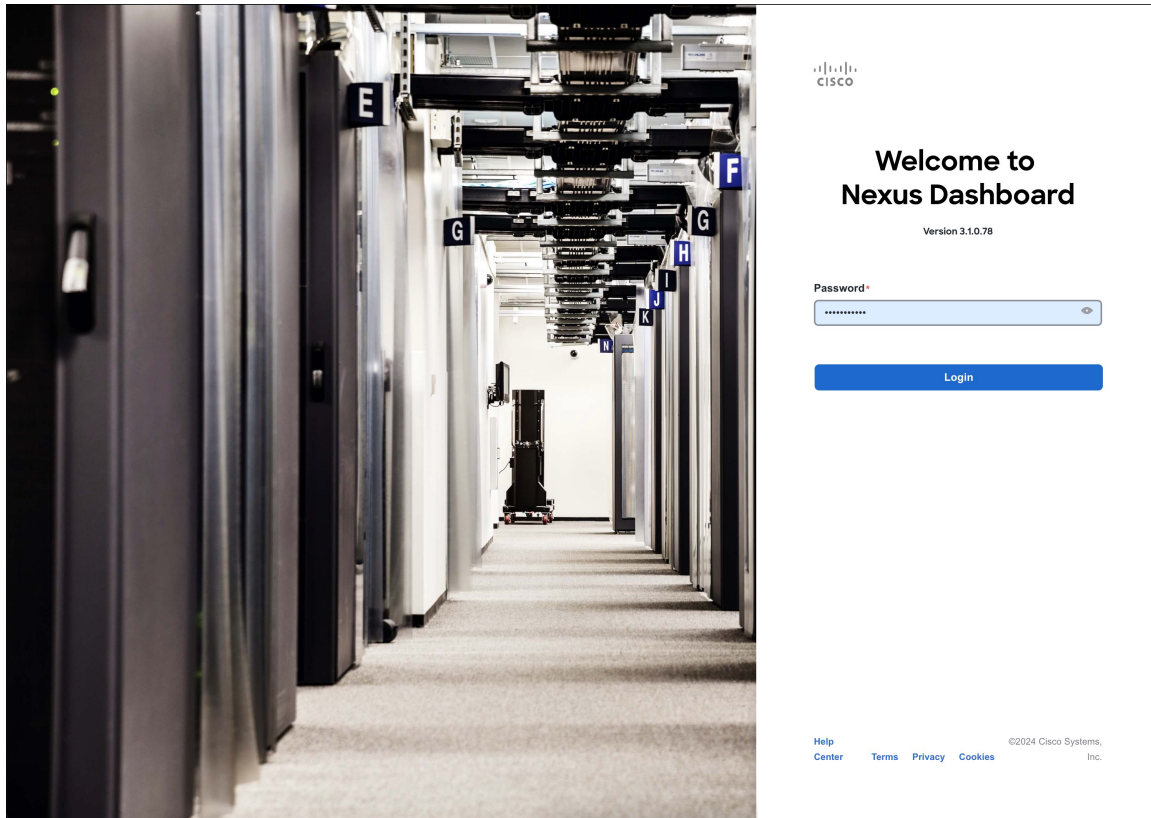 E
F
G
G
H
I
J
K
N
CISCO
Welcome to
Nexus Dashboard
Version 3.1.0.78
Password*
•••••••••••
Login
Help
Center
Terms
Privacy
Cookies
©2024 Cisco Systems,
Inc.